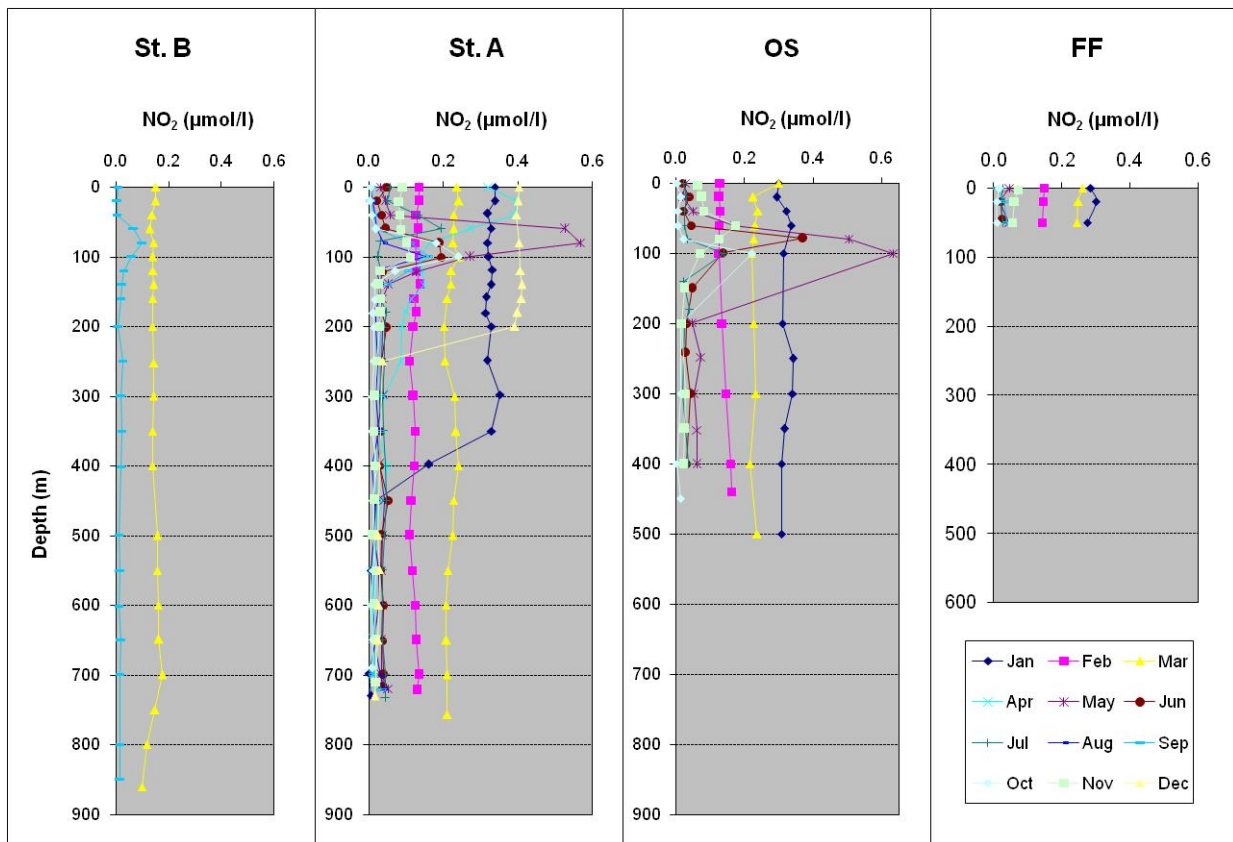 St. B
NO2 (µmol/l)
0.0 0.2 0.4 0.6
0
100
200
300
400
500
600
700
800
900
Depth (m)
St. A
NO2 (µmol/l)
0.0 0.2 0.4 0.6
0
100
200
300
400
500
600
700
800
900
OS
NO2 (µmol/l)
0.0 0.2 0.4 0.6
0
100
200
300
400
500
600
700
800
900
FF
NO2 (µmol/l)
0.0 0.2 0.4 0.6
0
100
200
300
400
500
600
Jan Feb Mar
Apr May Jun
Jul Aug Sep
Oct Nov Dec